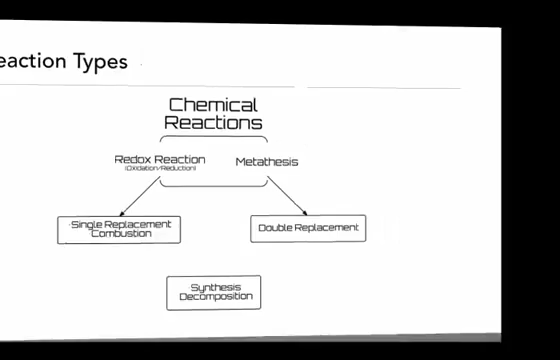 eaction Types
Chemical
Reactions
Redox Reaction
(Oxidation/Reduction)
Metathesis
Single Replacement
Combustion
Double Replacement
Synthesis
Decomposition